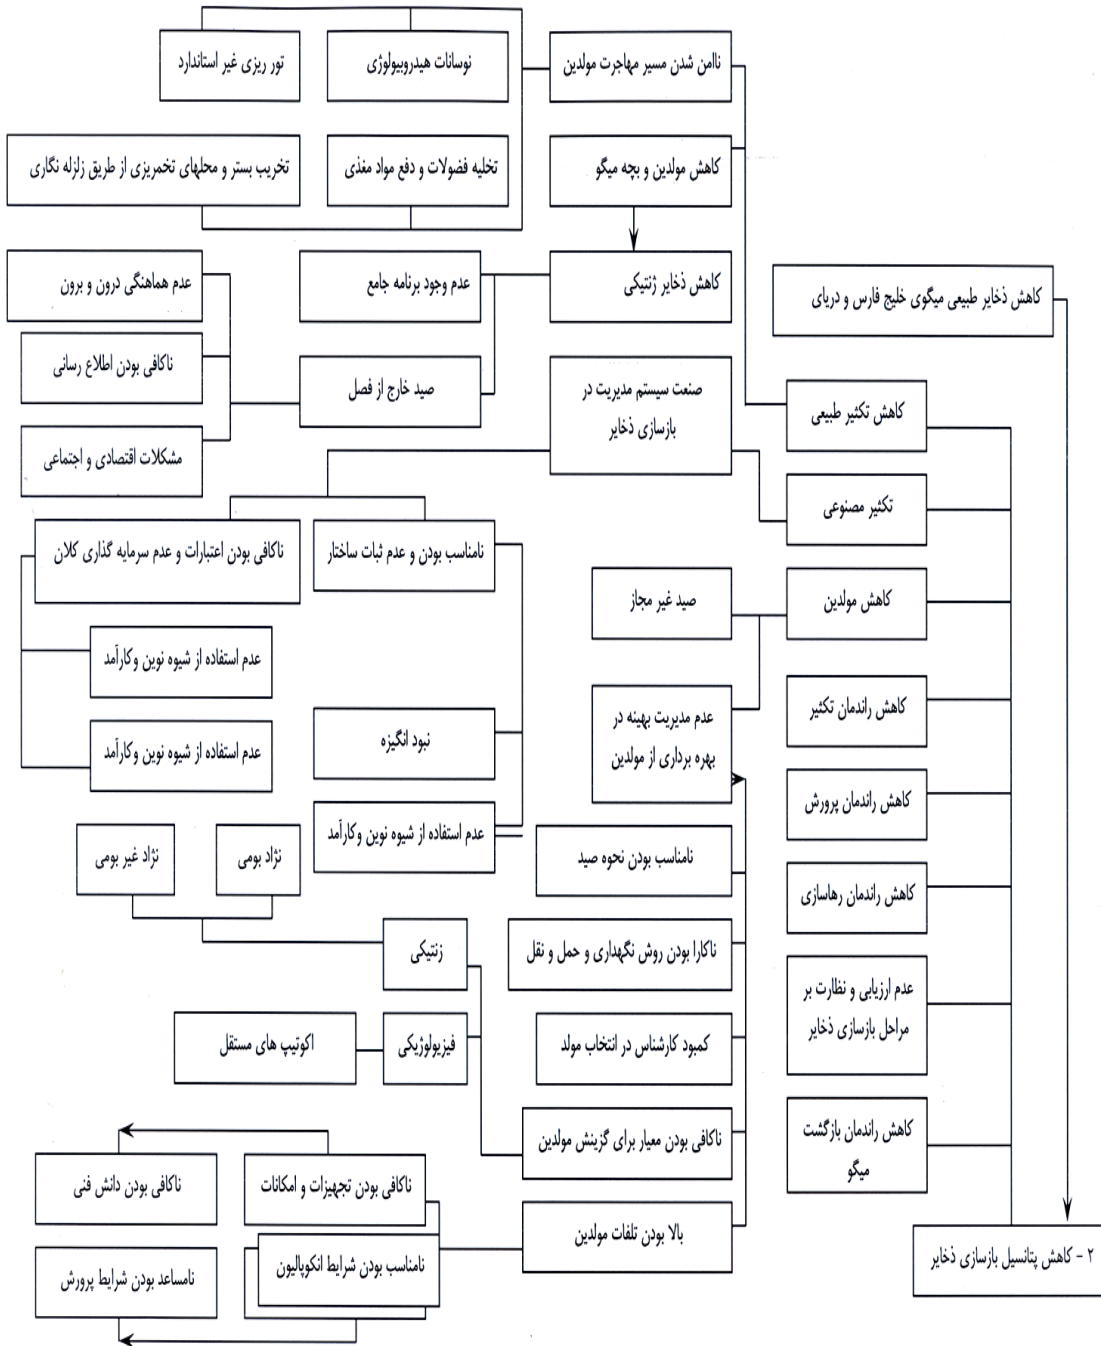 ناامن شدن مسیر مهاجرت مولدین
نوسانات هیدروبیولوژی
تور ریزی غیر استاندارد
کاهش مولدین و بچه میگو
تخلیه فضولات و دفع مواد مغذی
تخریب بستر و محلهای تخمریزی از طریق زلزله نگاری
کاهش ذخایر طبیعی میگوی خلیج فارس و دریای
کاهش ذخایر ژنتیکی
عدم وجود برنامه جامع
عدم هماهنگی درون و برون
ناکافی بودن اطلاع رسانی
صید خارج از فصل
صنعت سیستم مدیریت در
بازسازی ذخایر
کاهش تکثیر طبیعی
مشکلات اقتصادی و اجتماعی
تکثیر مصنوعی
نامناسب بودن و عدم ثبات ساختار
ناکافی بودن اعتبارات و عدم سرمایه گذاری کلان
کاهش مولدین
صید غیر مجاز
عدم استفاده از شیوه نوین وکارآمد
کاهش راندمان تکثیر
عدم مدیریت بهینه در
بهره برداری از مولدین
نبود انگیزه
عدم استفاده از شیوه نوین وکارآمد
کاهش راندمان پرورش
عدم استفاده از شیوه نوین وکارآمد
نامناسب بودن نحوه صید
نژاد بومی
نژاد غیر بومی
کاهش راندمان رهاسازی
ناکارا بودن روش نگهداری و حمل و نقل
زنتیکی
عدم ارزیابی و نظارت بر
مراحل بازسازی ذخایر
کمبود کارشناس در انتخاب مولد
فیزیولوژیکی
اکوتیپ های مستقل
کاهش راندمان بازگشت
میگو
ناکافی بودن معیار برای گزینش مولدین
ناکافی بودن تجهیزات و امکانات
ناکافی بودن دانش فنی
بالا بودن تلفات مولدین
نامناسب بودن شرایط انکوپالیون
نامساعد بودن شرایط پرورش
۲ - کاهش پتانسیل بازسازی ذخایر